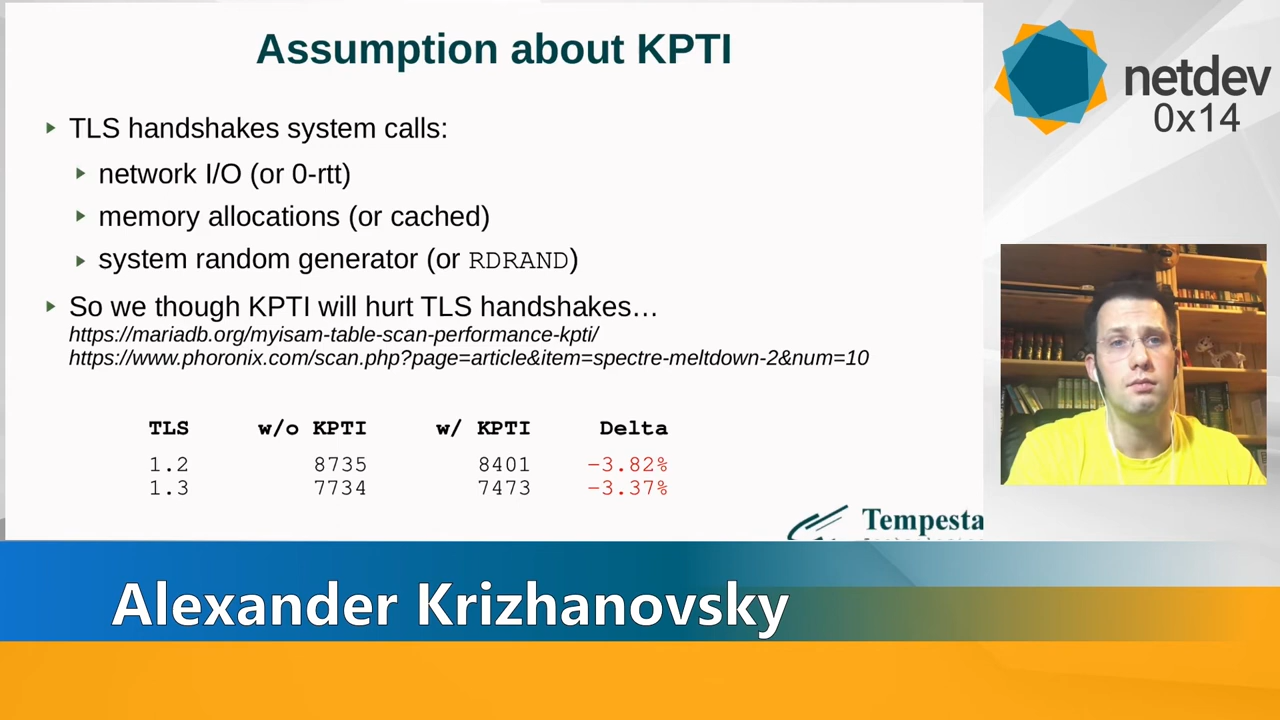 Assumption about KPTI
TLS handshakes system calls:
network I/O (or 0-rtt)
memory allocations (or cached)
system random generator (or RDRAND)
So we though KPTI will hurt TLS handshakes…
https://mariadb.org/myisam-table-scan-performance-kpti/
https://www.phoronix.com/scan.php?page=article&item=spectre-meltdown-2&num=10
TLS w/o KPTI w/ KPTI Delta
1.2 8735 8401 −3.82%
1.3 7734 7473 −3.37%
Tempesta
netdev
0x14
Alexander Krizhanovsky